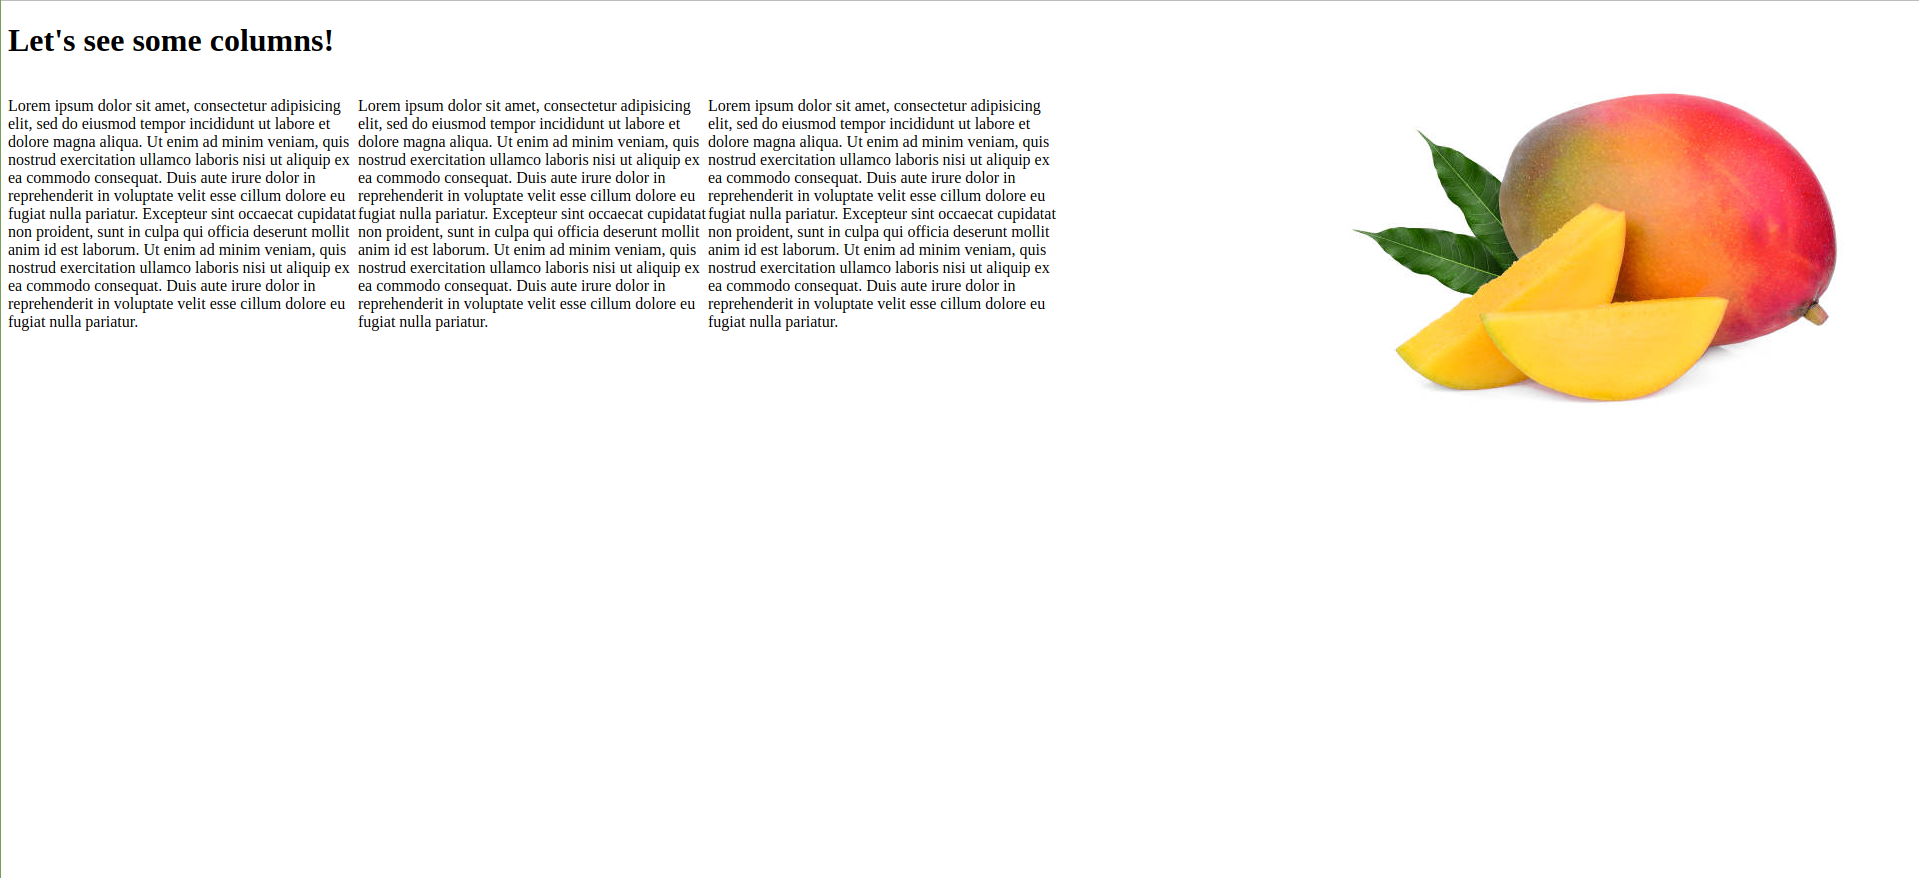 Let's see some columns!
Lorem ipsum dolor sit amet, consectetur adipisicing
elit, sed do eiusmod tempor incididunt ut labore et
dolore magna aliqua. Ut enim ad minim veniam, quis
nostrud exercitation ullamco laboris nisi ut aliquip ex
ea commodo consequat. Duis aute irure dolor in
reprehenderit in voluptate velit esse cillum dolore eu
fugiat nulla pariatur. Excepteur sint occaecat cupidatat
non proident, sunt in culpa qui officia deserunt mollit
anim id est laborum. Ut enim ad minim veniam, quis
nostrud exercitation ullamco laboris nisi ut aliquip ex
ea commodo consequat. Duis aute irure dolor in
reprehenderit in voluptate velit esse cillum dolore eu
fugiat nulla pariatur.
Lorem ipsum dolor sit amet, consectetur adipisicing
elit, sed do eiusmod tempor incididunt ut labore et
dolore magna aliqua. Ut enim ad minim veniam, quis
nostrud exercitation ullamco laboris nisi ut aliquip ex
ea commodo consequat. Duis aute irure dolor in
reprehenderit in voluptate velit esse cillum dolore eu
fugiat nulla pariatur. Excepteur sint occaecat cupidatat
non proident, sunt in culpa qui officia deserunt mollit
anim id est laborum. Ut enim ad minim veniam, quis
nostrud exercitation ullamco laboris nisi ut aliquip ex
ea commodo consequat. Duis aute irure dolor in
reprehenderit in voluptate velit esse cillum dolore eu
fugiat nulla pariatur.
Lorem ipsum dolor sit amet, consectetur adipisicing
elit, sed do eiusmod tempor incididunt ut labore et
dolore magna aliqua. Ut enim ad minim veniam, quis
nostrud exercitation ullamco laboris nisi ut aliquip ex
ea commodo consequat. Duis aute irure dolor in
reprehenderit in voluptate velit esse cillum dolore eu
fugiat nulla pariatur. Excepteur sint occaecat cupidatat
non proident, sunt in culpa qui officia deserunt mollit
anim id est laborum. Ut enim ad minim veniam, quis
nostrud exercitation ullamco laboris nisi ut aliquip ex
ea commodo consequat. Duis aute irure dolor in
reprehenderit in voluptate velit esse cillum dolore eu
fugiat nulla pariatur.